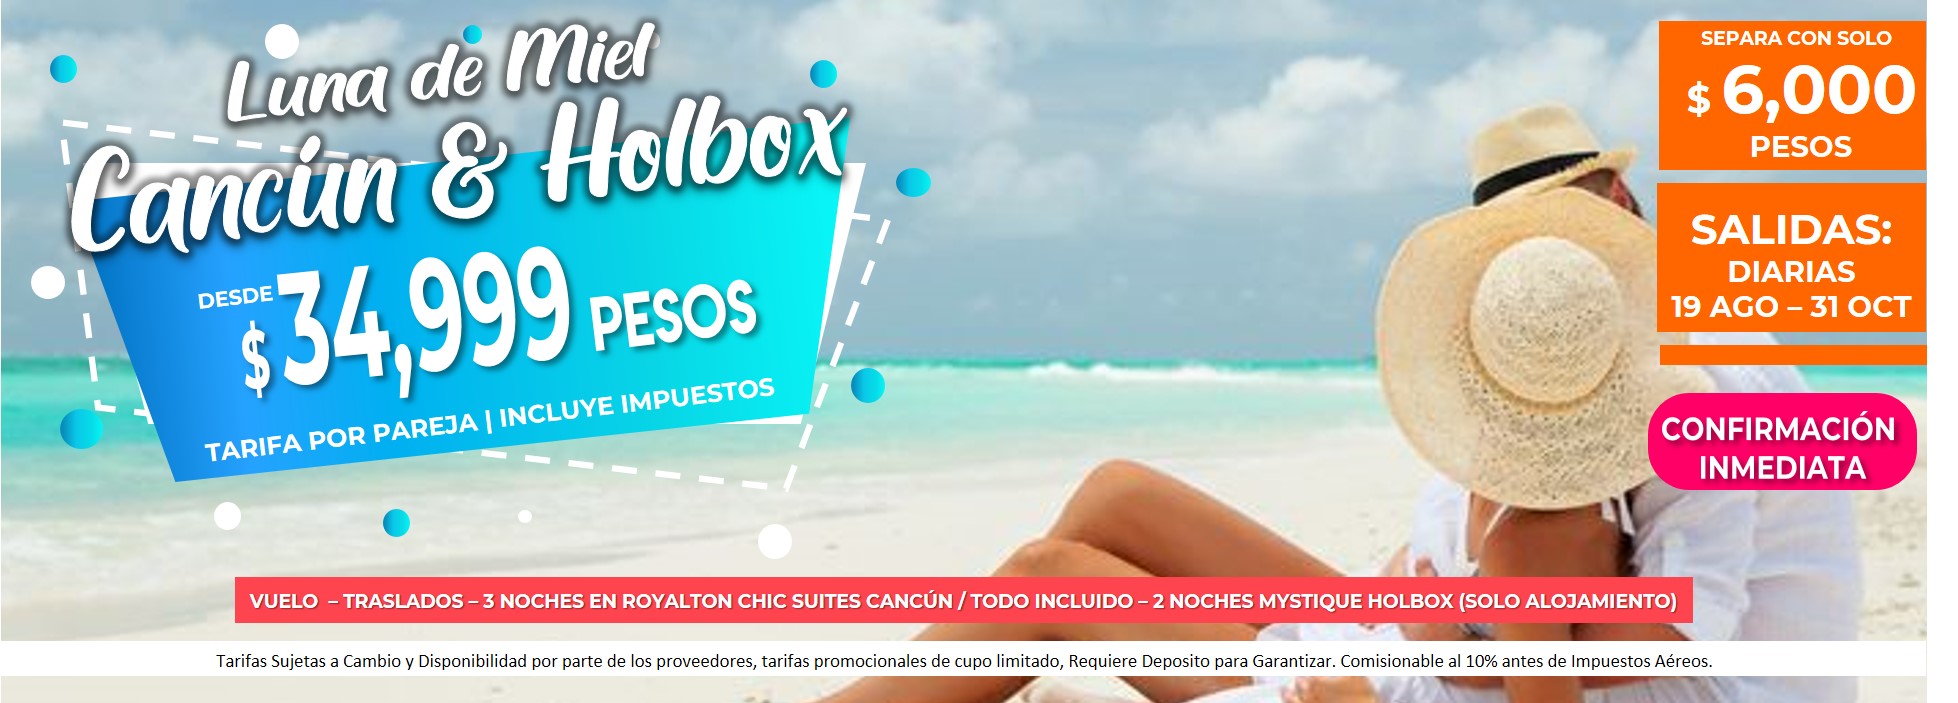 Luna de Miel
Cancún & Holbox
DESDE
$ 34,999 PESOS
TARIFA POR PAREJA | INCLUYE IMPUESTOS
SEPARA CON SOLO
$ 6,000
PESOS
SALIDAS:
DIARIAS
19 AGO – 31 OCT
CONFIRMACIÓN
INMEDIATA
VUELO – TRASLADOS – 3 NOCHES EN ROYALTON CHIC SUITES CANCÚN / TODO INCLUIDO – 2 NOCHES MYSTIQUE HOLBOX (SOLO ALOJAMIENTO)
Tarifas Sujetas a Cambio y Disponibilidad por parte de los proveedores, tarifas promocionales de cupo limitado, Requiere Deposito para Garantizar. Comisionable al 10% antes de Impuestos Aéreos.